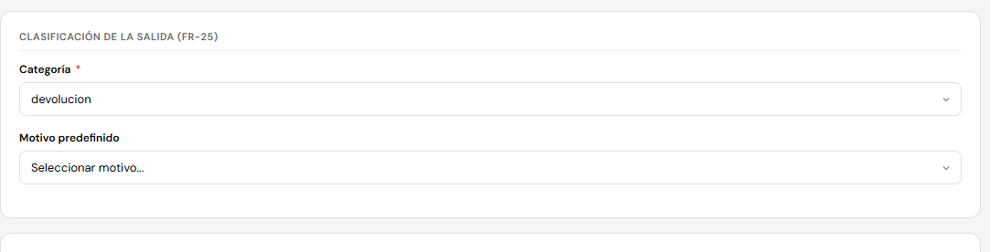 CLASIFICACIÓN DE LA SALIDA (FR-25)
Categoría *
devolucion
Motivo predefinido
Seleccionar motivo...